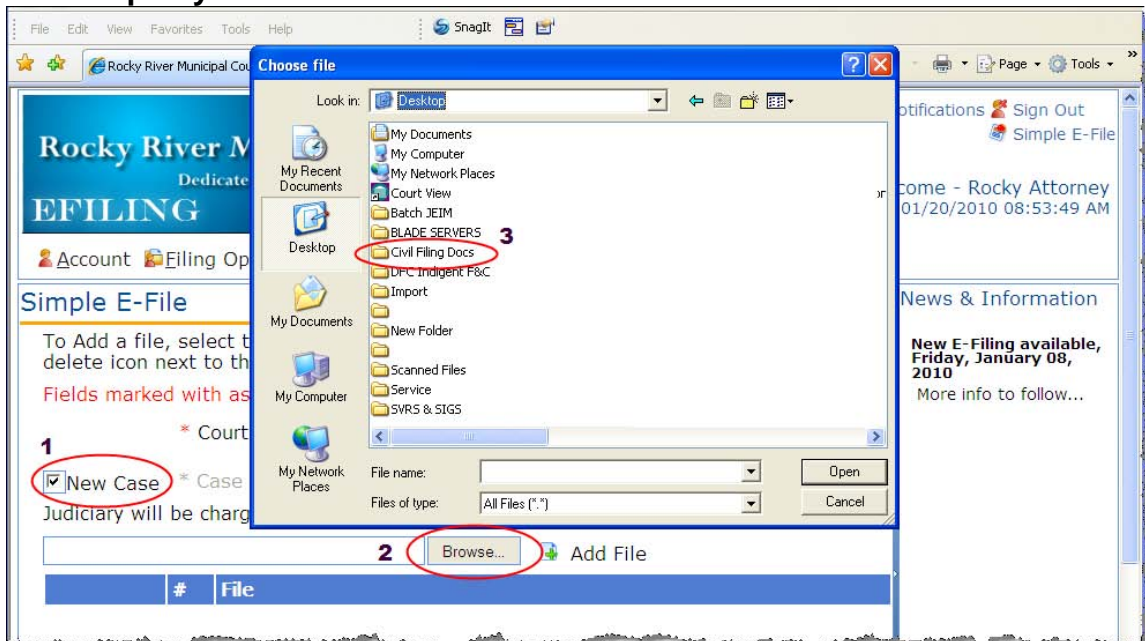 File Edit View Favorites Tools Help SnagIt
Rocky River Municipal Cou
Page Tools
Choose file
Look in: Desktop
My Recent Documents
Desktop
My Documents
My Computer
My Network Places
My Documents
My Computer
My Network Places
Court View
Batch JEIM
BLADE SERVERS
3
Civil Filing Docs
DFC Indigent F&C
Import
New Folder
Scanned Files
Service
SVRS & SIGS
File name:
Open
Files of type: All Files (*.*)
Cancel
Rocky River M
Dedicate
EFILING
otifications Sign Out
Simple E-File
or
come - Rocky Attorney
01/20/2010 08:53:49 AM
Account Eiling Op
Simple E-File
To Add a file, select t
delete icon next to th
Fields marked with as
* Court
1
New Case * Case
Judiciary will be charg
2 Browse... Add File
# File
News & Information
New E-Filing available,
Friday, January 08,
2010
More info to follow...